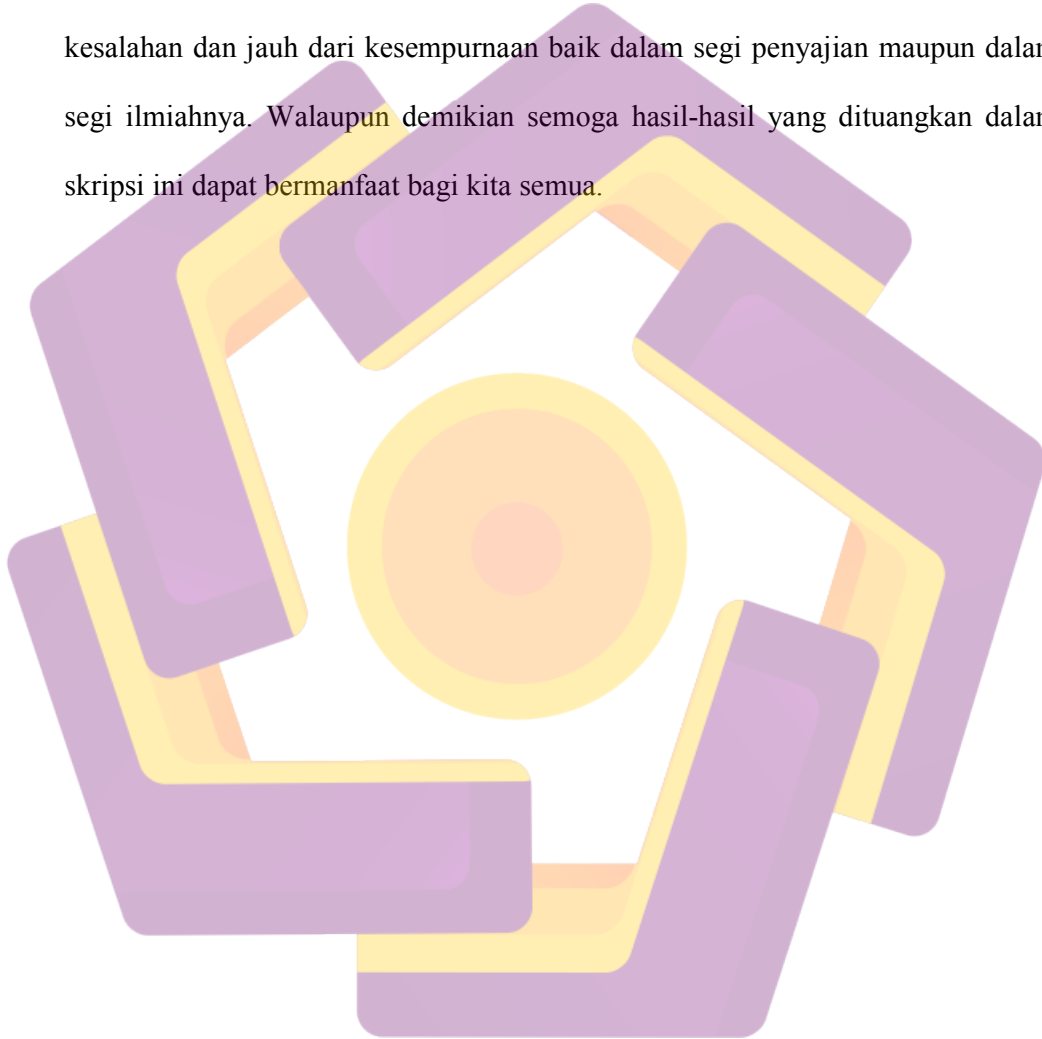 kesalahan dan jauh dari kesempurnaan baik dalam segi penyajian maupun dalam
segi ilmiahnya. Walaupun demikian semoga hasil-hasil yang dituangkan dalam
skripsi ini dapat bermanfaat bagi kita semua.